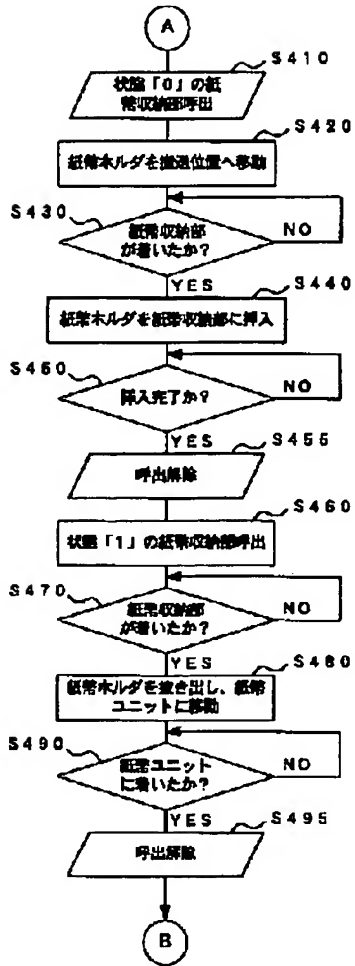 A
S410
状態「0」の紙
幣収納部呼出
S420
紙幣ホルダを撤退位置へ移動
S430
紙幣収納部
が着いたか?
NO
YES
S440
紙幣ホルダを紙幣収納部に挿入
S450
挿入完了か?
NO
YES
S455
呼出解除
S460
状態「1」の紙幣収納部呼出
S470
紙幣収納部
が着いたか?
NO
YES
S480
紙幣ホルダを抜き出し、紙幣
ユニットに移動
S490
紙幣ユニット
に着いたか?
NO
YES
S495
呼出解除
B